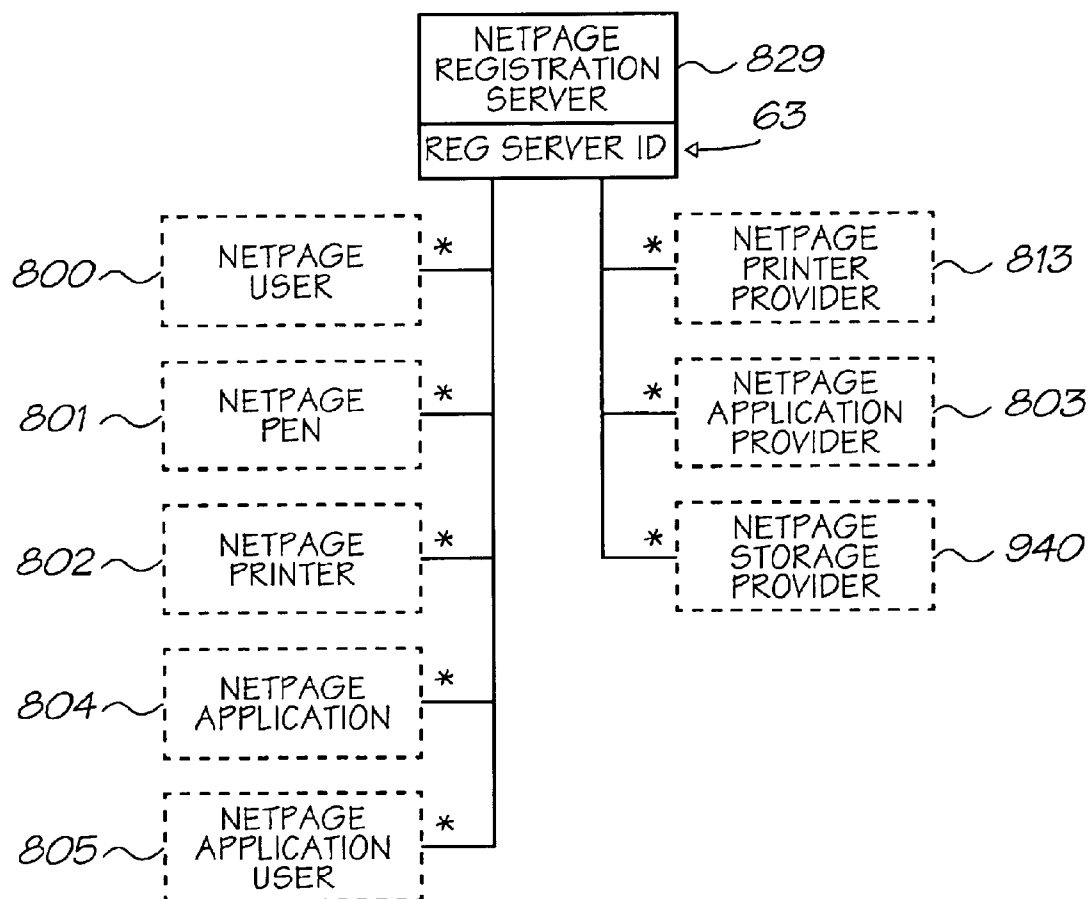 NETPAGE
REGISTRATION
SERVER
829
REG SERVER ID
63
800
NETPAGE
USER
*
*
NETPAGE
PRINTER
PROVIDER
813
801
NETPAGE
PEN
*
*
NETPAGE
APPLICATION
PROVIDER
803
802
NETPAGE
PRINTER
*
*
NETPAGE
STORAGE
PROVIDER
940
804
NETPAGE
APPLICATION
*
805
NETPAGE
APPLICATION
USER
*